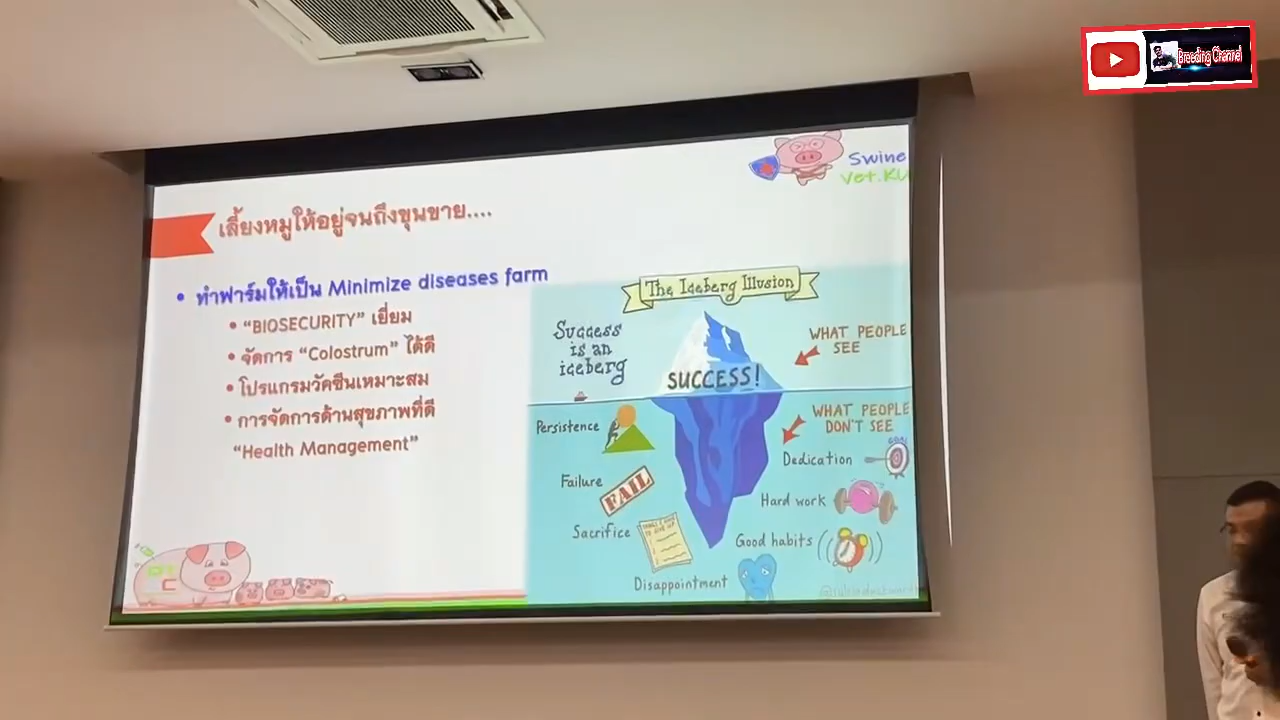 Breeding Channel
Swine
Vet.KU
เลี้ยงหมูให้อยู่จนถึงขุนขาย....
• ทำฟาร์มให้เป็น Minimize diseases farm
• “BIOSECURITY” เยี่ยม
• จัดการ “Colostrum” ได้ดี
• โปรแกรมวัคซีนเหมาะสม
• การจัดการด้านสุขภาพที่ดี
“Health Management”
The Iceberg Illusion
Success
is an
iceberg
WHAT PEOPLE
SEE
SUCCESS!
WHAT PEOPLE
DON'T SEE
Persistence
Dedication
GOAL
Failure
FAIL
Hard work
Sacrifice
Good habits
Disappointment